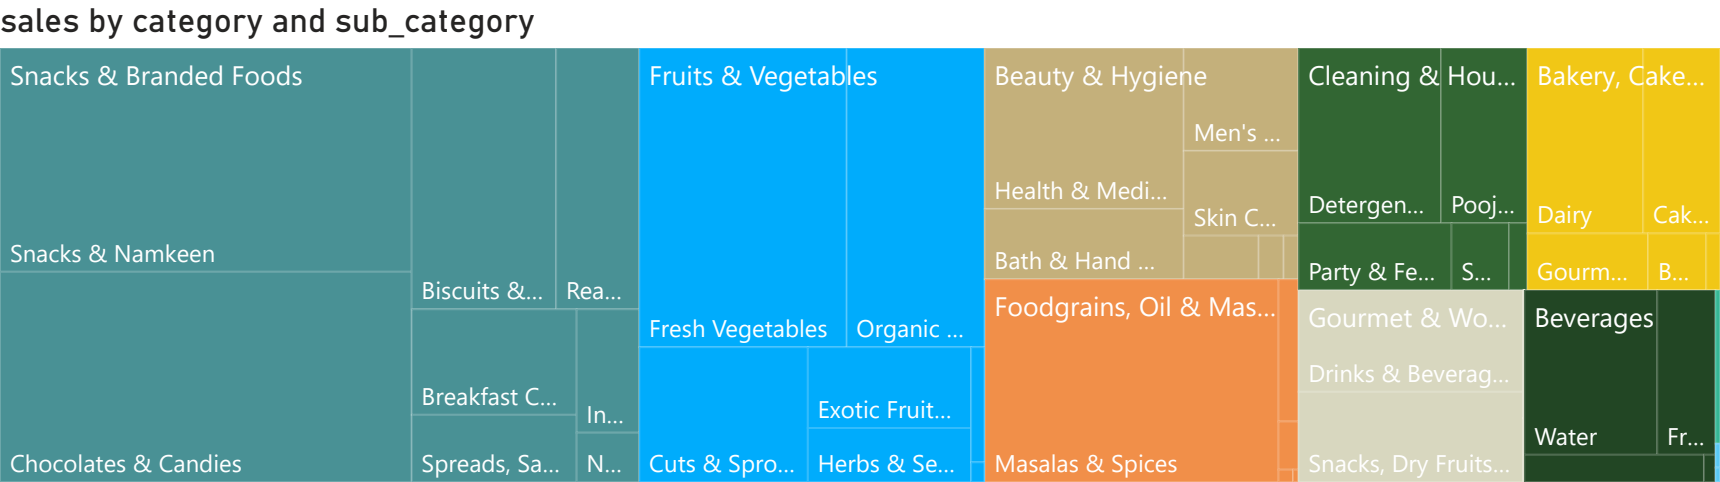 sales by category and sub_category
Snacks & Branded Foods
Snacks & Namkeen
Chocolates & Candies
Biscuits &...
Rea...
Breakfast C...
In...
Spreads, Sa...
N...
Fruits & Vegetables
Fresh Vegetables
Organic ...
Cuts & Spro...
Exotic Fruit...
Herbs & Se...
Beauty & Hygiene
Health & Medi...
Men's ...
Skin C...
Bath & Hand ...
Foodgrains, Oil & Mas...
Masalas & Spices
Cleaning & Hou...
Detergen...
Pooj...
Party & Fe...
S...
Gourmet & Wo...
Drinks & Beverag...
Snacks, Dry Fruits...
Bakery, Cake...
Dairy
Cak...
Gourm...
B...
Beverages
Water
Fr...